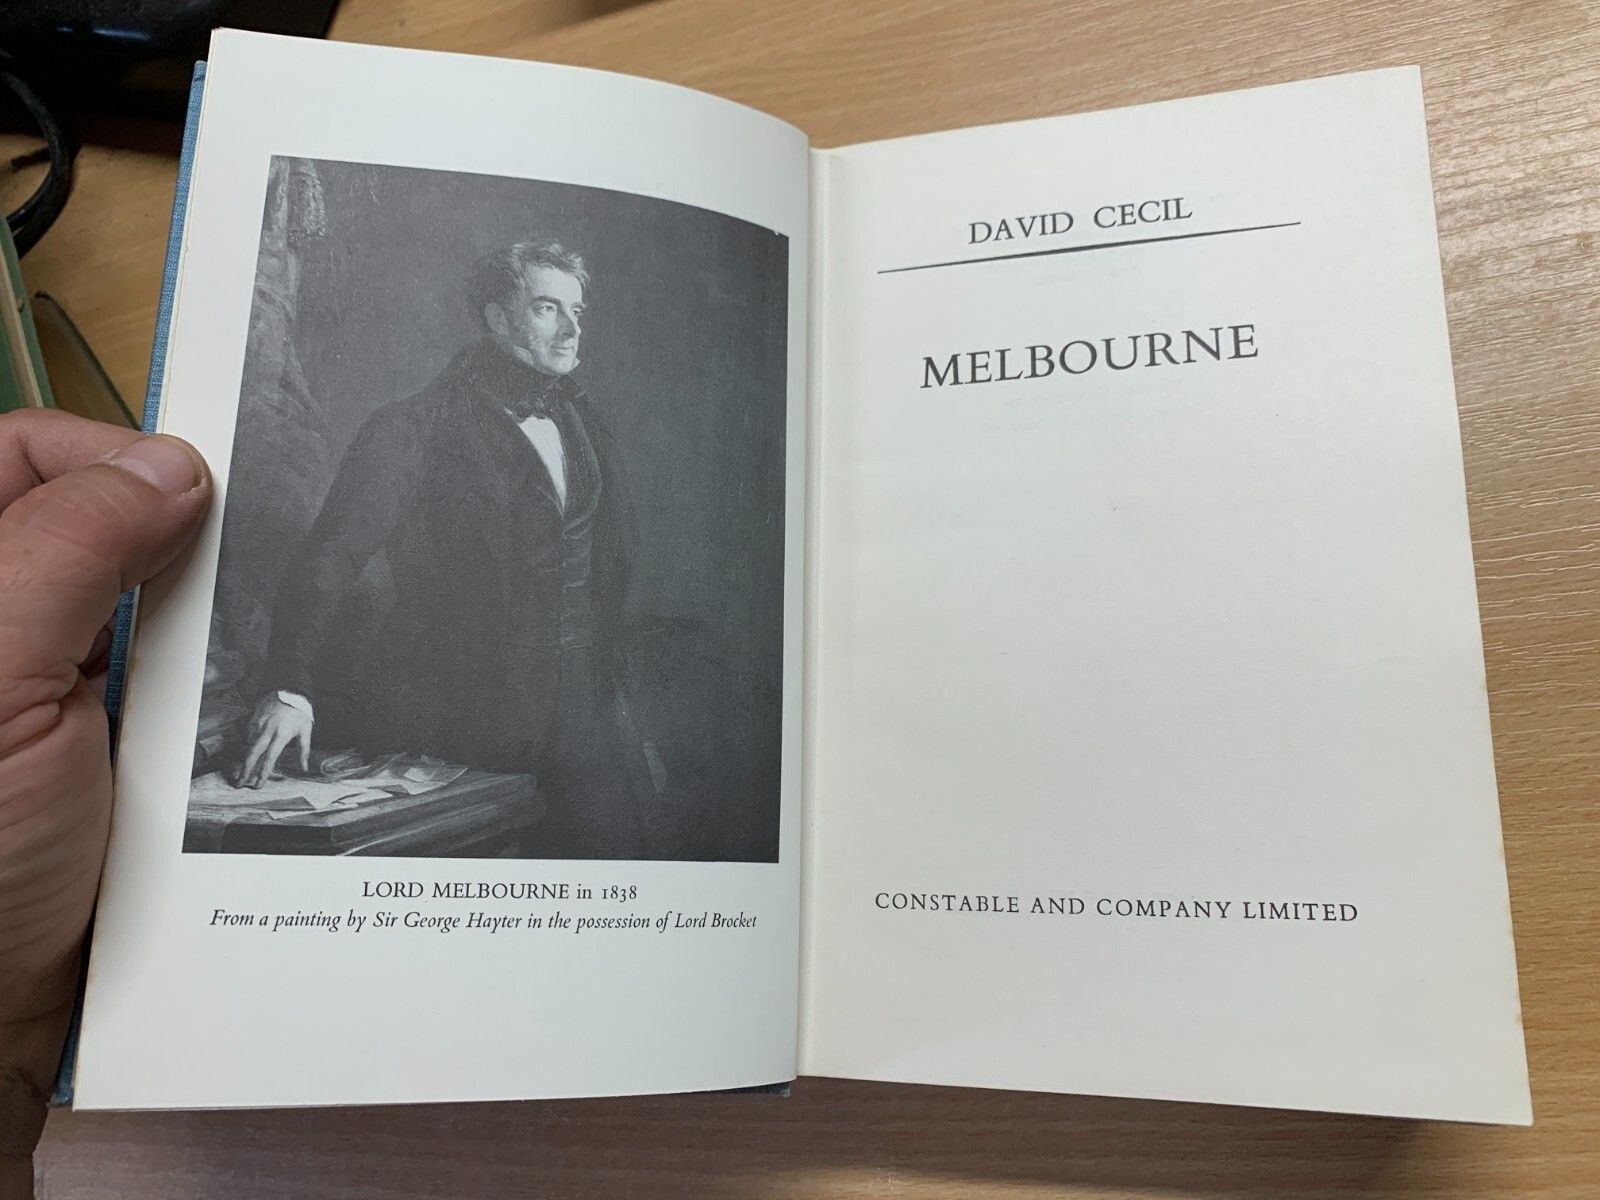 LORD MELBOURNE in 1838
From a painting by Sir George Hayter in the possession of Lord Brocket
DAVID CECIL
MELBOURNE
CONSTABLE AND COMPANY LIMITED